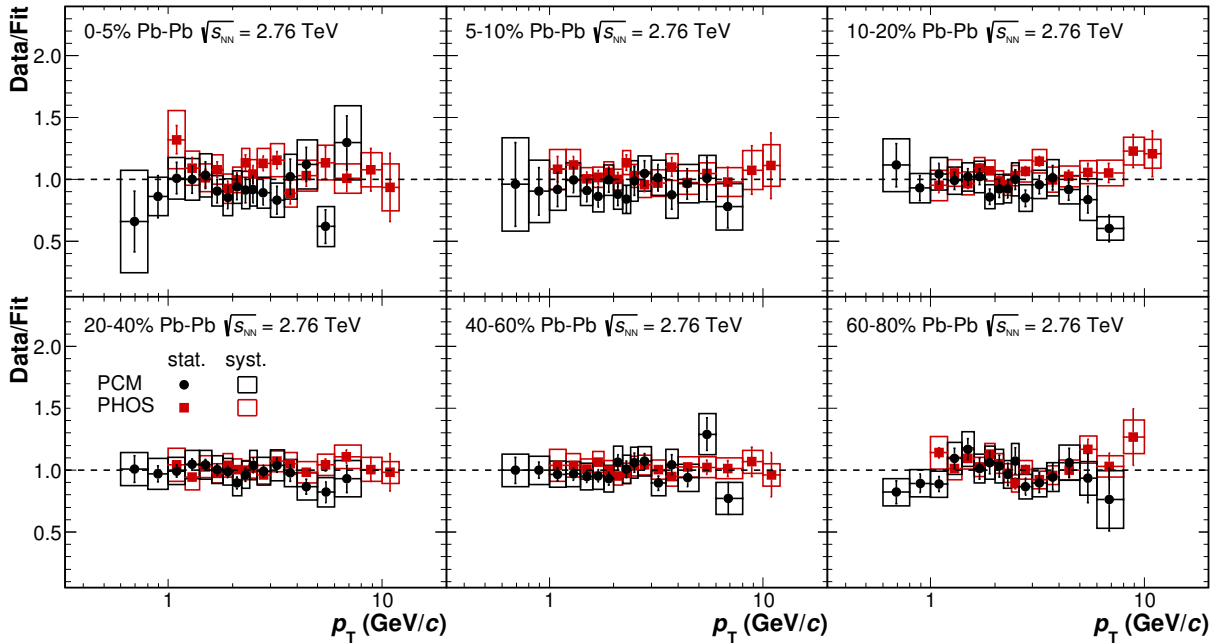 Data/Fit
2.0
1.5
1.0
0.5
0-5% Pb-Pb √sNN = 2.76 TeV
5-10% Pb-Pb √sNN = 2.76 TeV
10-20% Pb-Pb √sNN = 2.76 TeV
Data/Fit
2.0
1.5
1.0
0.5
20-40% Pb-Pb √sNN = 2.76 TeV
stat. syst.
PCM
PHOS
40-60% Pb-Pb √sNN = 2.76 TeV
60-80% Pb-Pb √sNN = 2.76 TeV
1 10 1 10 1 10
pT (GeV/c) pT (GeV/c) pT (GeV/c)